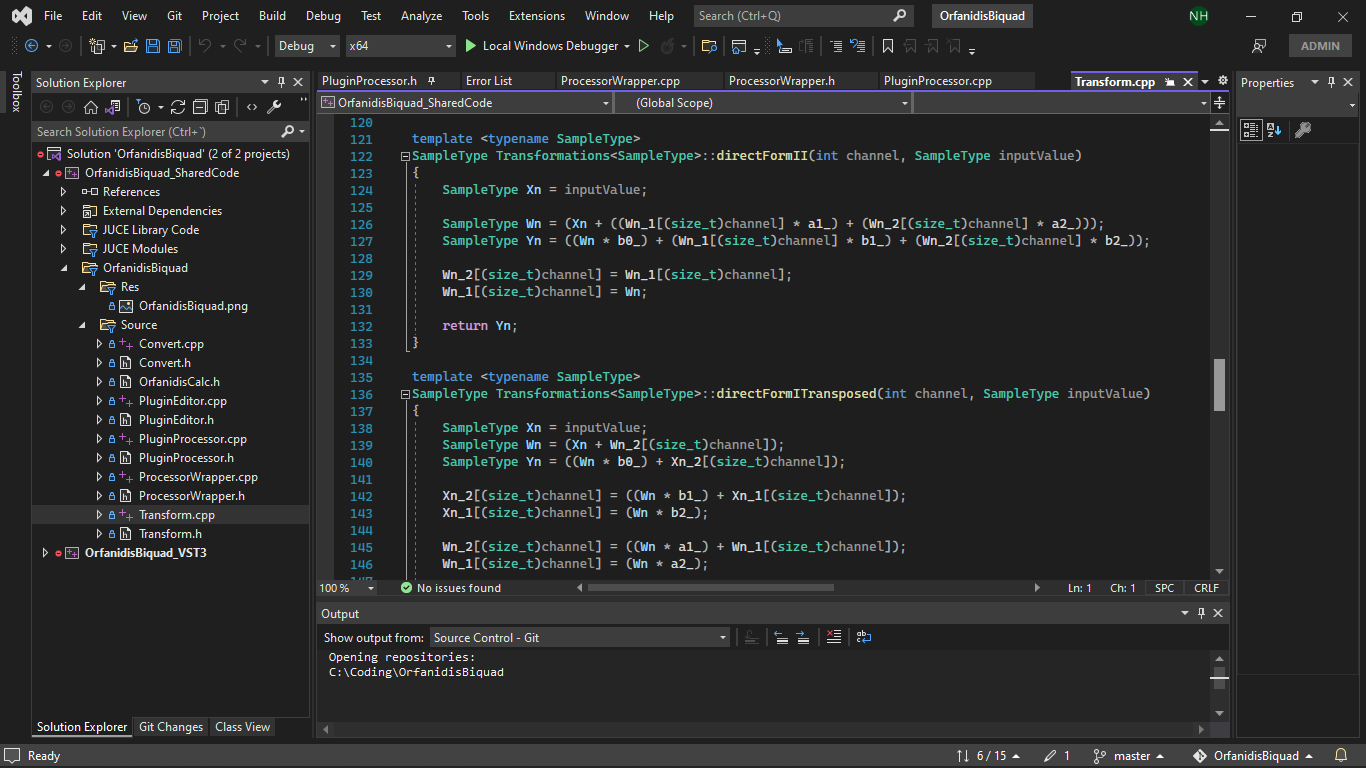 File Edit View Git Project Build Debug Test Analyze Tools Extensions Window Help Search (Ctrl+Q) OrfanidisBiquad NH
Debug x64 Local Windows Debugger ADMIN
Toolbox
Solution Explorer
Search Solution Explorer (Ctrl+`)
Solution 'OrfanidisBiquad' (2 of 2 projects)
OrfanidisBiquad_SharedCode
References
External Dependencies
JUCE Library Code
JUCE Modules
OrfanidisBiquad
Res
OrfanidisBiquad.png
Source
Convert.cpp
Convert.h
OrfanidisCalc.h
PluginEditor.cpp
PluginEditor.h
PluginProcessor.cpp
PluginProcessor.h
ProcessorWrapper.cpp
ProcessorWrapper.h
Transform.cpp
Transform.h
OrfanidisBiquad_VST3
Solution Explorer Git Changes Class View
PluginProcessor.h Error List ProcessorWrapper.cpp ProcessorWrapper.h PluginProcessor.cpp Transform.cpp
OrfanidisBiquad_SharedCode (Global Scope)
120
121 template <typename SampleType>
122 SampleType Transformations<SampleType>::directFormII(int channel, SampleType inputValue)
123 {
124 SampleType Xn = inputValue;
125
126 SampleType Wn = (Xn + ((Wn_1[(size_t)channel] * a1_) + (Wn_2[(size_t)channel] * a2_)));
127 SampleType Yn = ((Wn * b0_) + (Wn_1[(size_t)channel] * b1_) + (Wn_2[(size_t)channel] * b2_));
128
129 Wn_2[(size_t)channel] = Wn_1[(size_t)channel];
130 Wn_1[(size_t)channel] = Wn;
131
132 return Yn;
133 }
134
135 template <typename SampleType>
136 SampleType Transformations<SampleType>::directFormITransposed(int channel, SampleType inputValue)
137 {
138 SampleType Xn = inputValue;
139 SampleType Wn = (Xn + Wn_2[(size_t)channel]);
140 SampleType Yn = ((Wn * b0_) + Xn_2[(size_t)channel]);
141
142 Xn_2[(size_t)channel] = ((Wn * b1_) + Xn_1[(size_t)channel]);
143 Xn_1[(size_t)channel] = (Wn * b2_);
144
145 Wn_2[(size_t)channel] = ((Wn * a1_) + Wn_1[(size_t)channel]);
146 Wn_1[(size_t)channel] = (Wn * a2_);
100 % No issues found Ln: 1 Ch: 1 SPC CRLF
Output
Show output from: Source Control - Git
Opening repositories:
C:\Coding\OrfanidisBiquad
Properties
Ready 6 / 15 1 master OrfanidisBiquad